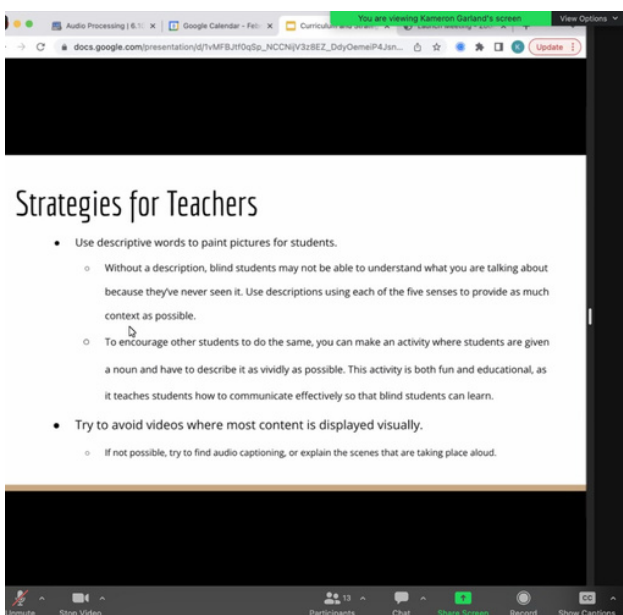 You are viewing Kameron Garland's screen
View Options
Audio Processing | 6.
Google Calendar - Feb
Curriculum and
docs.google.com/presentation/d/1vMFBJtf0qSp_NCCNijV3z8EZ_DdyOemeiP4Jsn...
K
Update
Strategies for Teachers
• Use descriptive words to paint pictures for students.
○ Without a description, blind students may not be able to understand what you are talking about
because they've never seen it. Use descriptions using each of the five senses to provide as much
context as possible.
○ To encourage other students to do the same, you can make an activity where students are given
a noun and have to describe it as vividly as possible. This activity is both fun and educational, as
it teaches students how to communicate effectively so that blind students can learn.
• Try to avoid videos where most content is displayed visually.
○ If not possible, try to find audio captioning, or explain the scenes that are taking place aloud.
13
CC
Unmute Stop Video Participants Chat Share Screen Record Show Captions